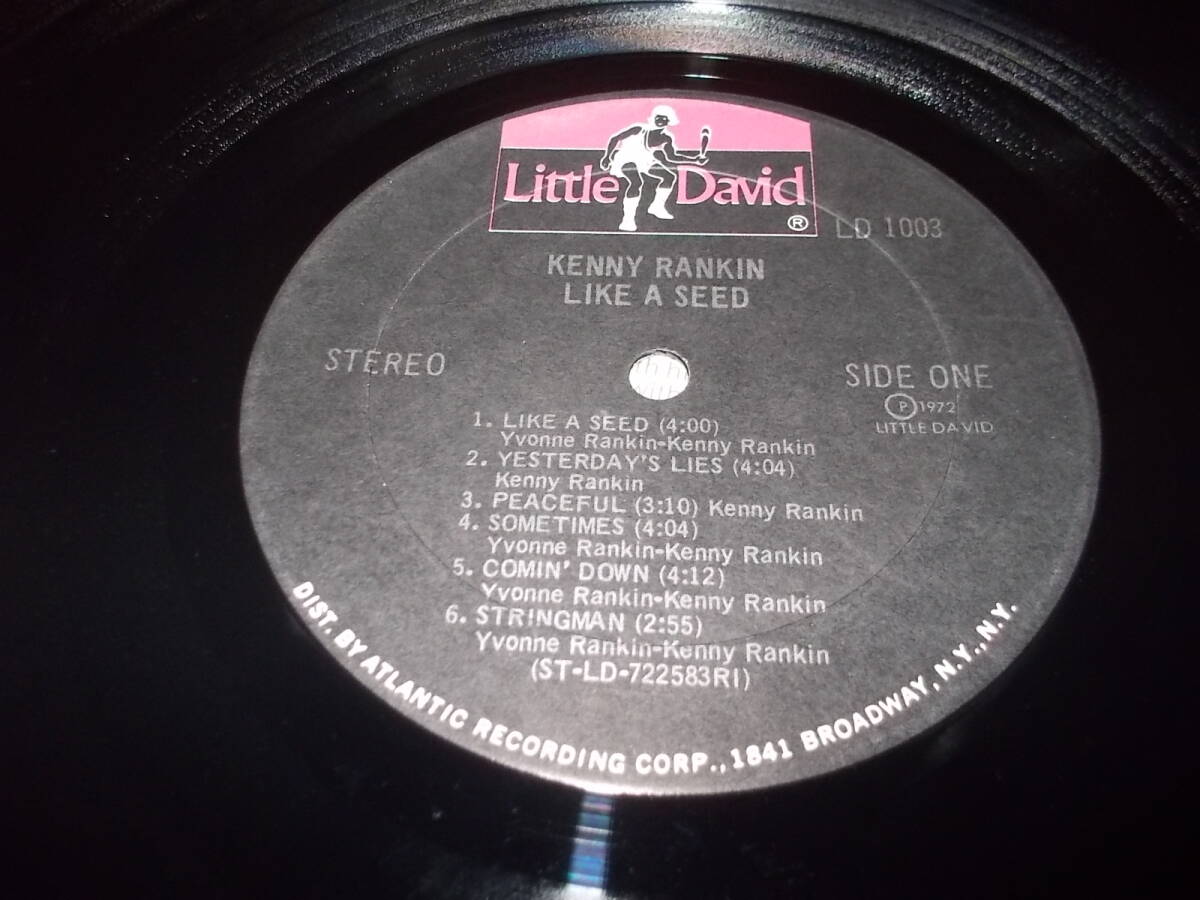 Little David
®
LD 1003
KENNY RANKIN
LIKE A SEED
STEREO
SIDE ONE
Ⓟ 1972
LITTLE DAVID
1. LIKE A SEED (4:00)
Yvonne Rankin-Kenny Rankin
2. YESTERDAY'S LIES (4:04)
Kenny Rankin
3. PEACEFUL (3:10) Kenny Rankin
4. SOMETIMES (4:04)
Yvonne Rankin-Kenny Rankin
5. COMIN' DOWN (4:12)
Yvonne Rankin-Kenny Rankin
6. STRINGMAN (2:55)
Yvonne Rankin-Kenny Rankin
(ST-LD-722583RI)
DIST. BY ATLANTIC RECORDING CORP., 1841 BROADWAY, N.Y., N.Y.